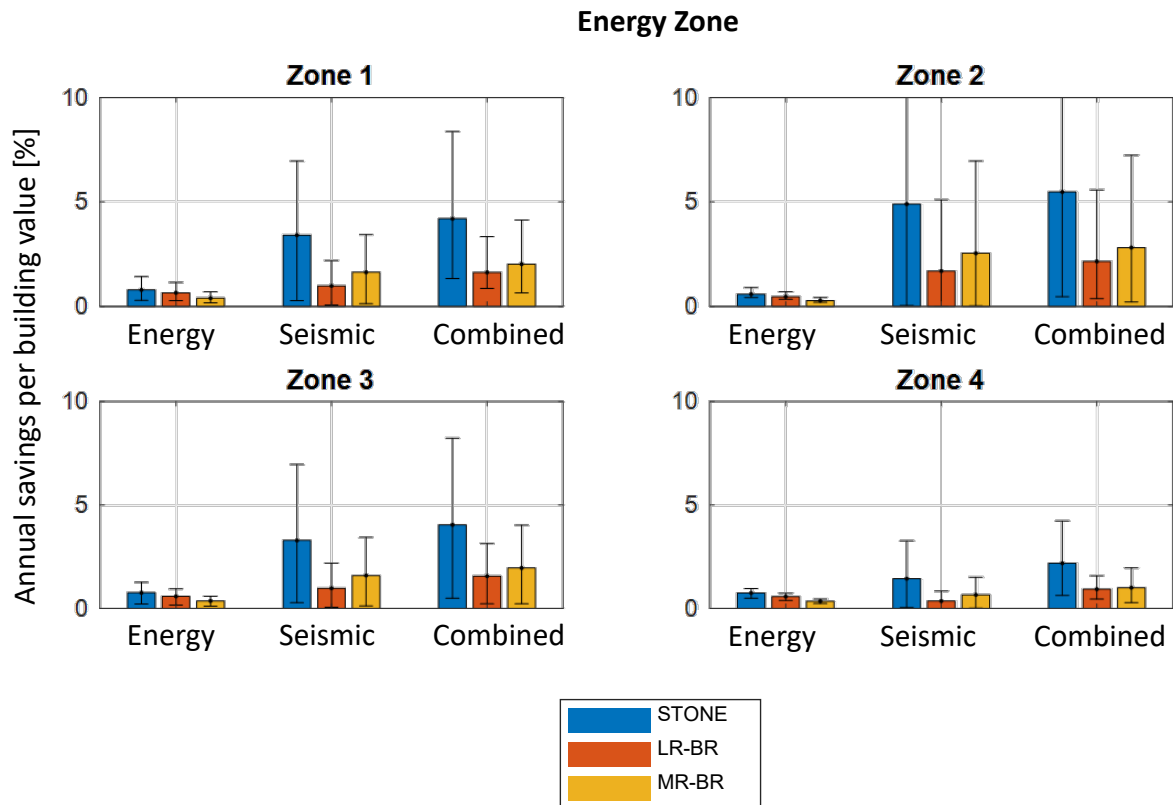 Energy Zone
Annual savings per building value [%]
Zone 1
10
5
0
Energy Seismic Combined
Zone 2
10
5
0
Energy Seismic Combined
Zone 3
10
5
0
Energy Seismic Combined
Zone 4
10
5
0
Energy Seismic Combined
STONE
LR-BR
MR-BR